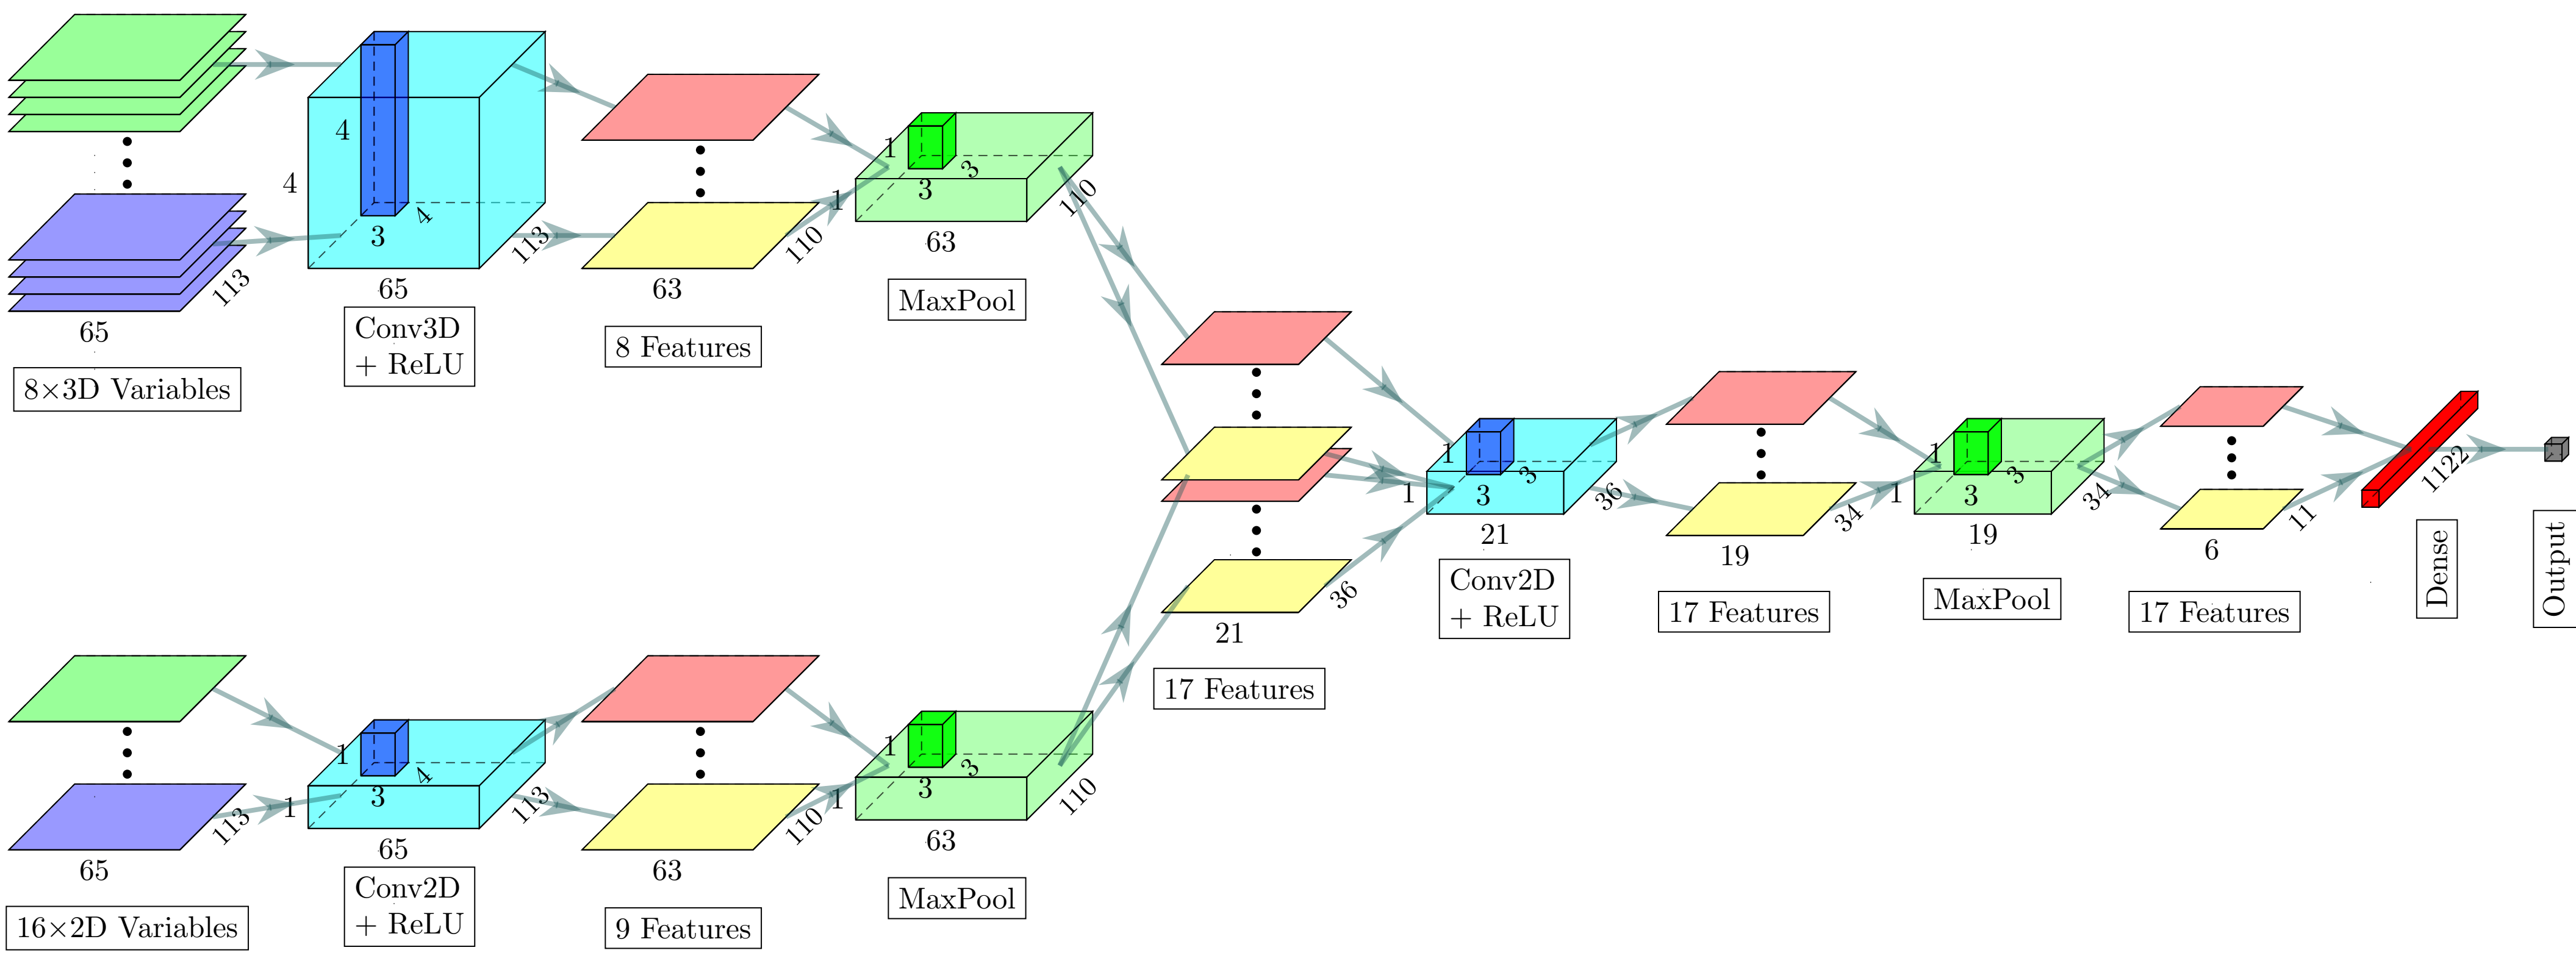 4
4
3
4
113
65
113
65
Conv3D
+ ReLU
8×3D Variables
110
63
8 Features
1
3
3
1
110
63
MaxPool
36
21
17 Features
1
3
3
1
36
21
Conv2D
+ ReLU
34
19
17 Features
1
3
3
1
34
19
MaxPool
11
6
17 Features
1122
Dense
Output
113
65
16×2D Variables
1
3
4
1
113
65
Conv2D
+ ReLU
110
63
9 Features
1
3
3
1
110
63
MaxPool